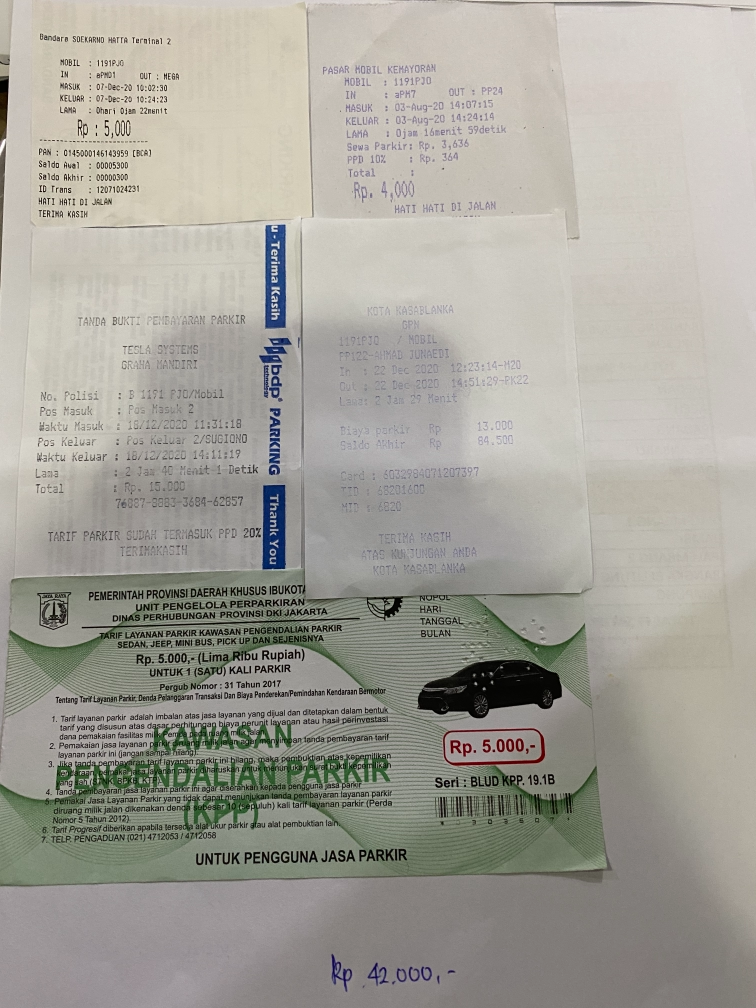 Bandara SOEKARNO HATTA Terminal 2
MOBIL : 1191PJO
IN : aPM01 OUT : MEGA
MASUK : 07-Dec-20 10:02:30
KELUAR: 07-Dec-20 10:24:23
LAMA : 0hari 0jam 22menit
Rp : 5,000
PAN : 0145000146143959 [BCA]
Saldo Awal : 00005300
Saldo Akhir : 00000300
ID Trans : 12071024231
HATI HATI DI JALAN
TERIMA KASIH
PASAR MOBIL KEMAYORAN
MOBIL : 1191PJO
IN : aPM7 OUT : PP24
MASUK : 03-Aug-20 14:07:15
KELUAR : 03-Aug-20 14:24:14
LAMA : 0jam 16menit 59detik
Sewa Parkir: Rp. 3,636
PPD 10% : Rp. 364
Total :
Rp. 4,000
HATI HATI DI JALAN
TANDA BUKTI PEMBAYARAN PARKIR
TESLA SYSTEMS
GRAHA MANDIRI
No. Polisi : B 1191 PJO/Mobil
Pos Masuk : Pos Masuk 2
Waktu Masuk : 18/12/2020 11:31:18
Pos Keluar : Pos Keluar 2/SUGIONO
Waktu Keluar : 18/12/2020 14:11:19
Lama : 2 Jam 40 Menit 1 Detik
Total : Rp. 15.000
76887-8883-3684-62857
TARIF PARKIR SUDAH TERMASUK PPD 20%
TERIMAKASIH
u - Terima Kasih
bdp technology PARKING
Thank You
KOTA KASABLANKA
GPN
1191PJO / MOBIL
PP122-AHMAD JUNAEDI
In : 22 Dec 2020 12:23:14-M20
Out : 22 Dec 2020 14:51:29-PK22
Lama: 2 Jam 29 Menit
Biaya parkir Rp 13.000
Saldo Akhir Rp 84.500
Card : 6032984071207397
TID : 68201600
MID : 6820
TERIMA KASIH
ATAS KUNJUNGAN ANDA
KOTA KASABLANKA
JAYA RAYA
PEMERINTAH PROVINSI DAERAH KHUSUS IBUKOTA
UNIT PENGELOLA PERPARKIRAN
DINAS PERHUBUNGAN PROVINSI DKI JAKARTA
TARIF LAYANAN PARKIR KAWASAN PENGENDALIAN PARKIR
SEDAN, JEEP, MINI BUS, PICK UP DAN SEJENISNYA
Rp. 5.000,- (Lima Ribu Rupiah)
UNTUK 1 (SATU) KALI PARKIR
Pergub Nomor : 31 Tahun 2017
Tentang Tarif Layanan Parkir, Denda Pelanggaran Transaksi Dan Biaya Penderekan/Pemindahan Kendaraan Bermotor
1. Tarif layanan parkir adalah imbalan atas jasa layanan yang dijual dan ditetapkan dalam bentuk
tarif yang disusun atas dasar perhitungan biaya perunit layanan atau hasil perinvestasi
dana pemakaian fasilitas
2. Pemakaian jasa layanan tanda pembayaran tarif
layanan parkir ini (jangan sampai hilang).
3. Jika tanda pembayaran tarif layanan parkir ini hilang, maka pembuktian atas kepemilikan
(STNK, BPKB, KTP)
4. Tanda pembayaran jasa layanan parkir ini agar diserahkan kepada pengguna jasa parkir
5. Pemakai Jasa Layanan Parkir yang tidak dapat menunjukan tanda pembayaran layanan parkir
diruang milik jalan dikenakan denda sebesar 10 (Sepuluh) kali tarif layanan parkir (Perda
Nomor 5 Tahun 2012).
6. Tarif Progresif diberikan apabila tersedia alat ukur parkir atau alat pembuktian lain.
7. TELP. PENGADUAN (021) 4712053 / 4712058
KAWASAN
PENGENDALIAN PARKIR
(KPP)
UNTUK PENGGUNA JASA PARKIR
NOPOL
HARI
TANGGAL
BULAN
Rp. 5.000,-
Seri : BLUD KPP. 19.1B
Rp 42.000,-